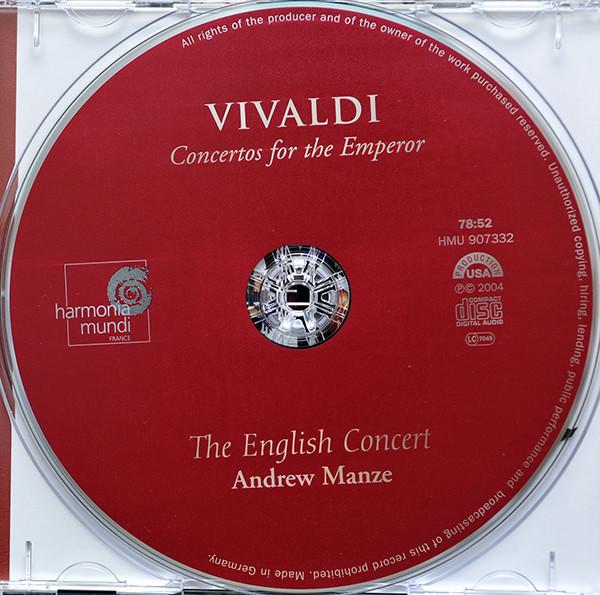 All rights of the producer and of the owner of the work purchased reserved. Unauthorized copying, hiring, lending, public performance and broadcasting of this record prohibited. Made in Germany.
VIVALDI
Concertos for the Emperor
78:52
HMU 907332
PRODUCTION
USA
℗© 2004
COMPACT
disc
DIGITAL AUDIO
LC 7045
harmonia
mundi
FRANCE
The English Concert
Andrew Manze